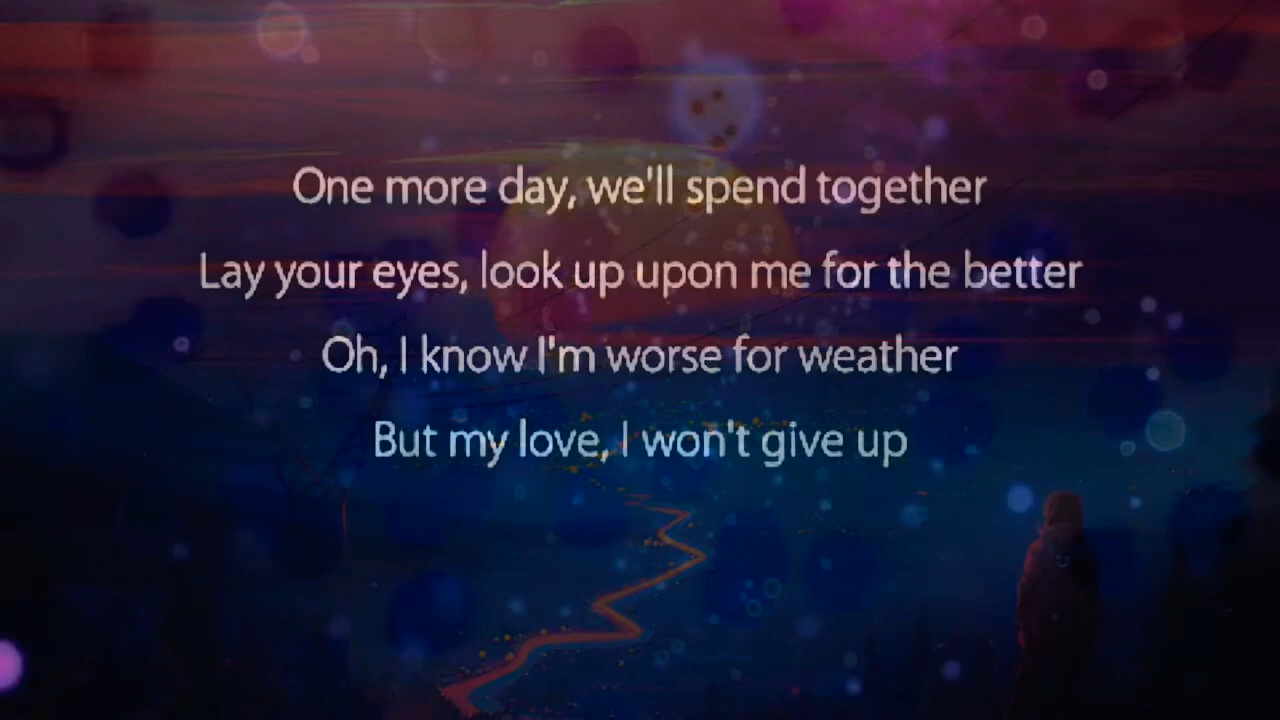 One more day, we'll spend together
Lay your eyes, look up upon me for the better
Oh, I know I'm worse for weather
But my love, I won't give up